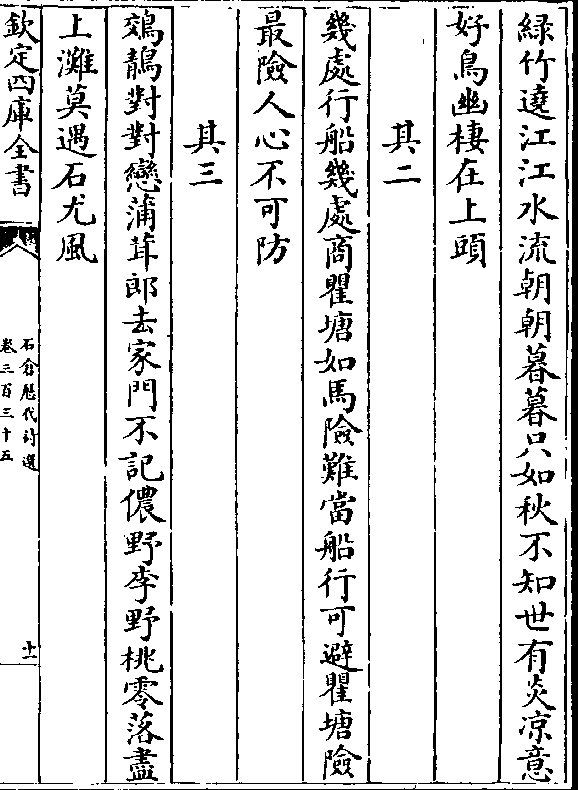 綠竹遶江江水流朝朝暮暮只如秋不知世有炎凉意
好鳥幽棲在上頭
其二
幾處行船幾處商瞿塘如馬險難當船行可避瞿塘險
最險人心不可防
其三
鵁鶄對對戀蒲茸郎去家門不記儂野李野桃零落盡
上灘莫遇石尤風
欽定四庫全書
石倉歷代詩選
卷三百三十五
十一